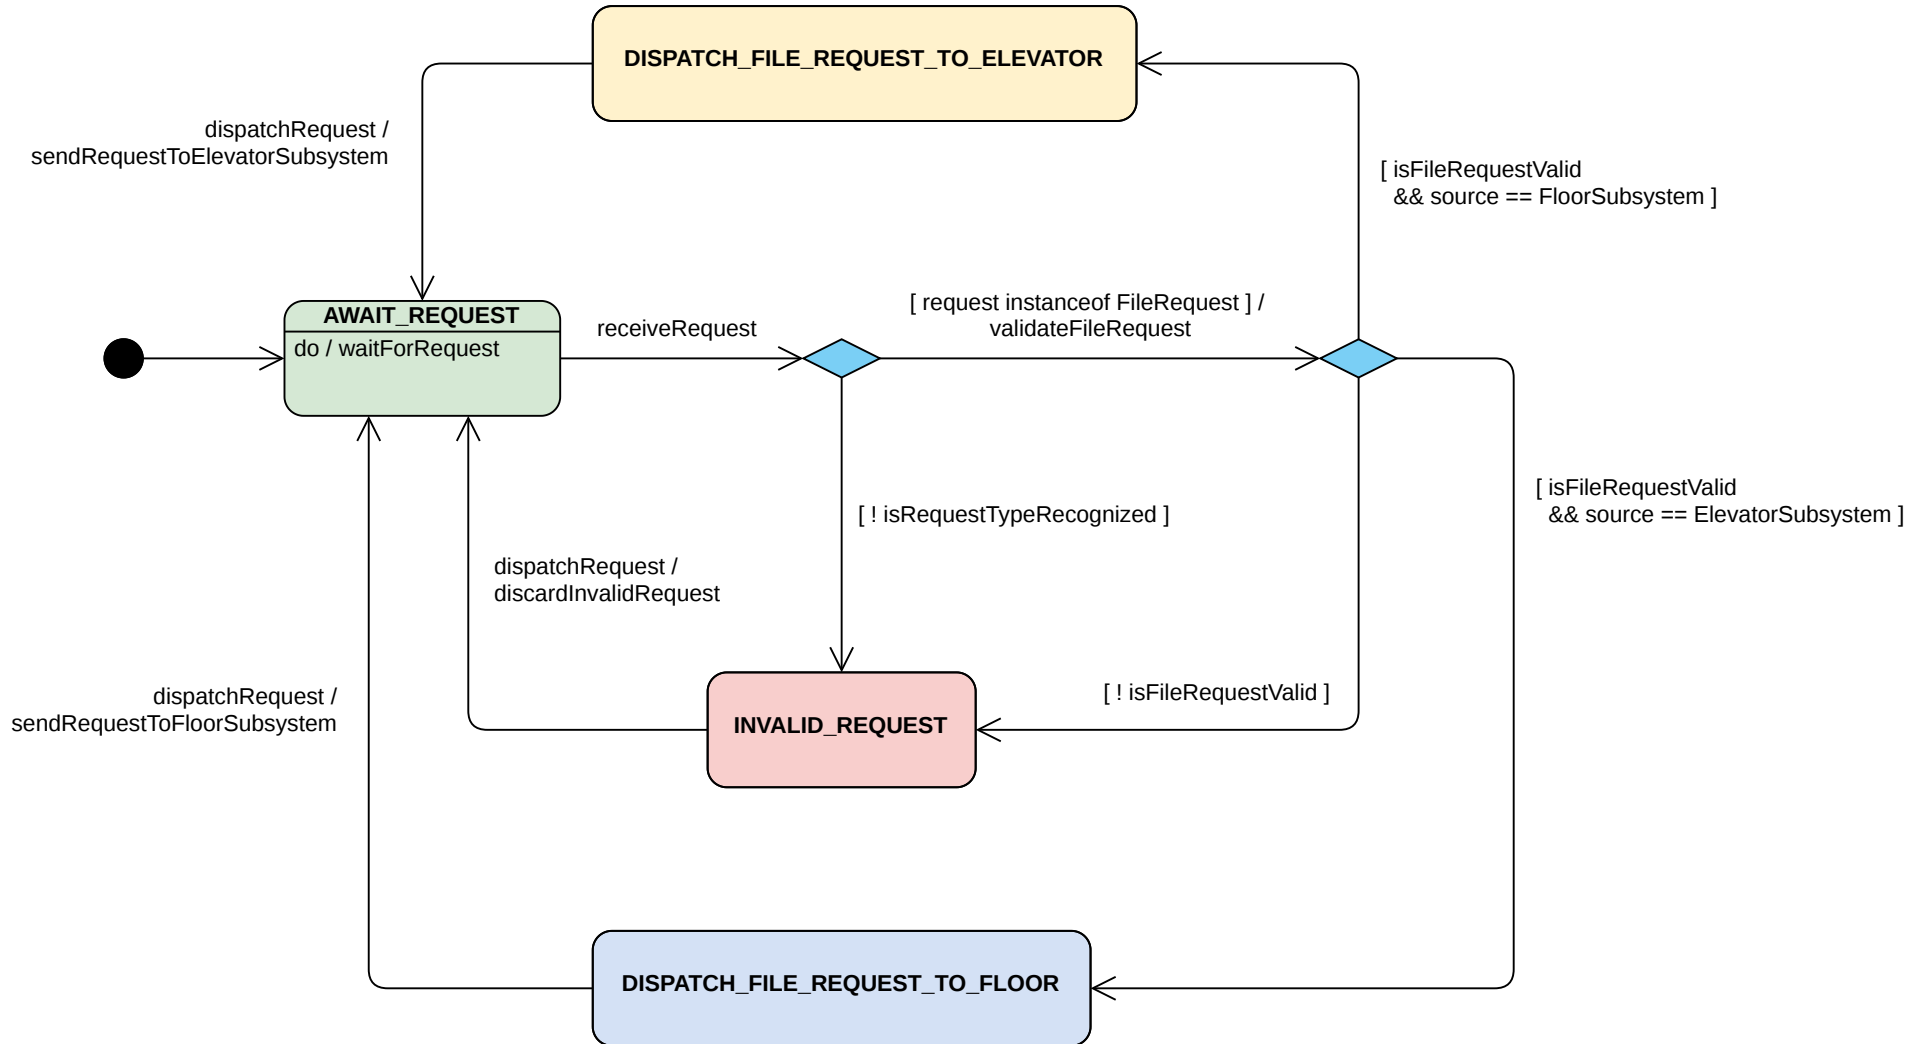 DISPATCH_FILE_REQUEST_TO_ELEVATOR
dispatchRequest /
sendRequestToElevatorSubsystem
[ isFileRequestValid
&& source == FloorSubsystem ]
AWAIT_REQUEST
do / waitForRequest
receiveRequest
[ request instanceof FileRequest ] /
validateFileRequest
[ isFileRequestValid
&& source == ElevatorSubsystem ]
[ ! isRequestTypeRecognized ]
dispatchRequest /
discardInvalidRequest
dispatchRequest /
sendRequestToFloorSubsystem
[ ! isFileRequestValid ]
INVALID_REQUEST
DISPATCH_FILE_REQUEST_TO_FLOOR